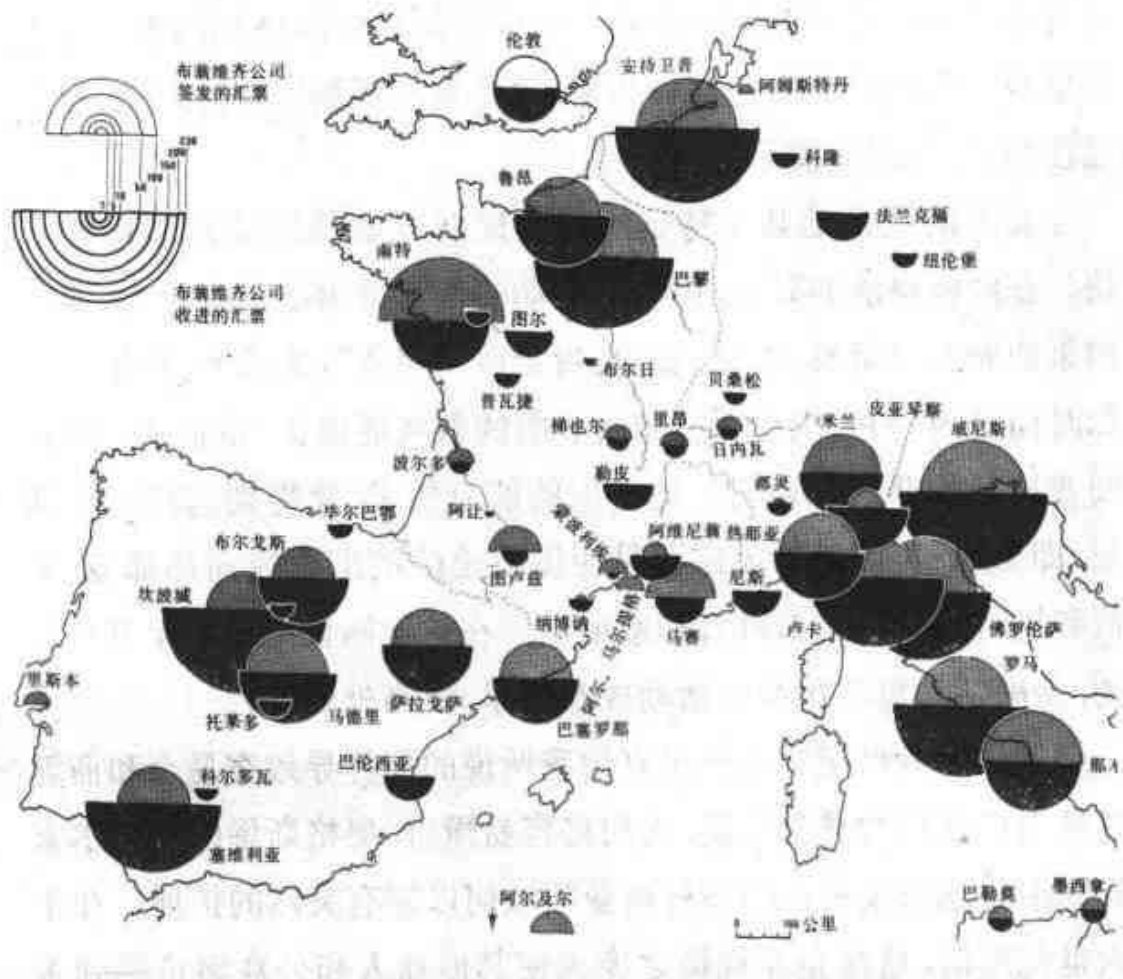 布翁维齐公司
签发的汇票
布翁维齐公司
收进的汇票
伦敦
安待卫普
阿姆斯特丹
科隆
鲁昂
法兰克福
纽伦堡
南特
巴黎
图尔
布尔日
贝桑松
普瓦捷
皮亚琴察
梯也尔
里昂
日内瓦
米兰
威尼斯
波尔多
勒皮
都灵
毕尔巴鄂
阿让
布尔戈斯
图卢兹
阿维尼翁
热那亚
坎波城
纳博讷
马赛
尼斯
卢卡
佛罗伦萨
罗马
里斯本
托莱多
马德里
萨拉戈萨
巴塞罗那
科尔多瓦
巴伦西亚
塞维利亚
阿尔及尔
公里
巴勒莫
墨西拿